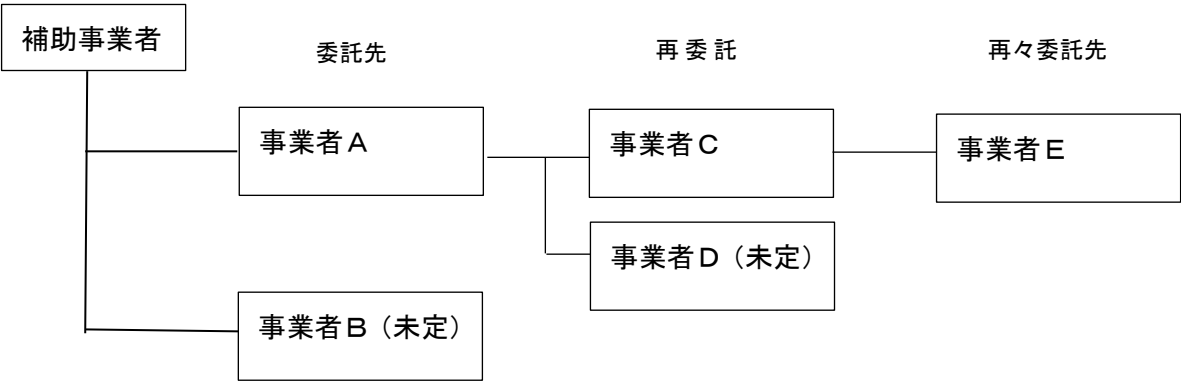 補助事業者
委託先
再委託
再々委託先
事業者A
事業者C
事業者E
事業者D（未定）
事業者B（未定）